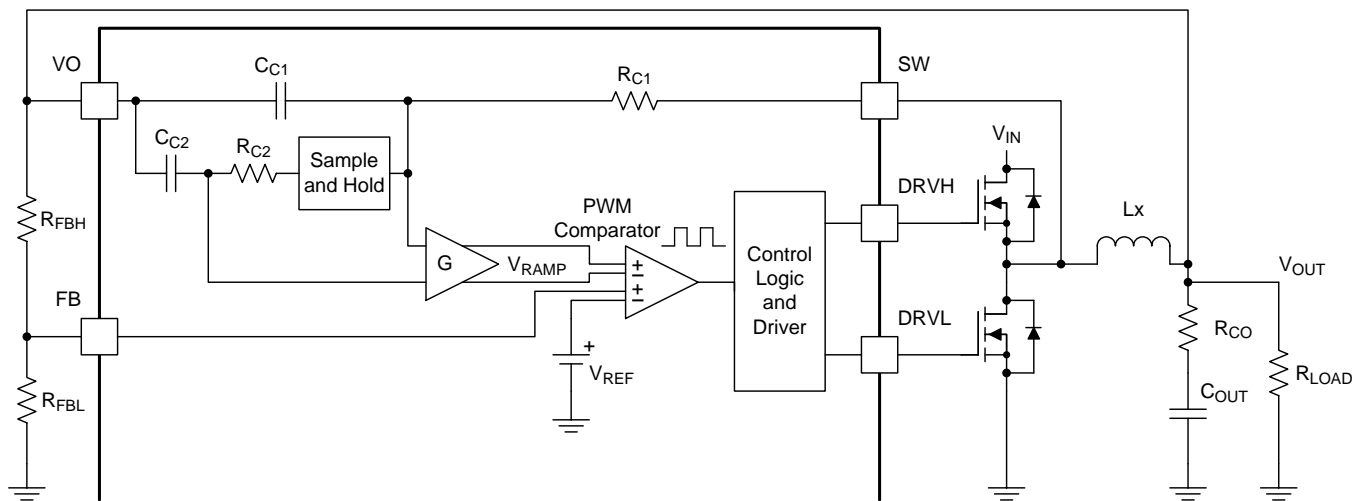 VO
C_C1
R_C1
SW
C_C2
R_C2
Sample
and Hold
V_IN
R_FBH
PWM
Comparator
DRVH
Lx
G
V_RAMP
+
−
+
−
Control
Logic
and
Driver
V_OUT
FB
DRVL
R_CO
+
V_REF
R_FBL
C_OUT
R_LOAD